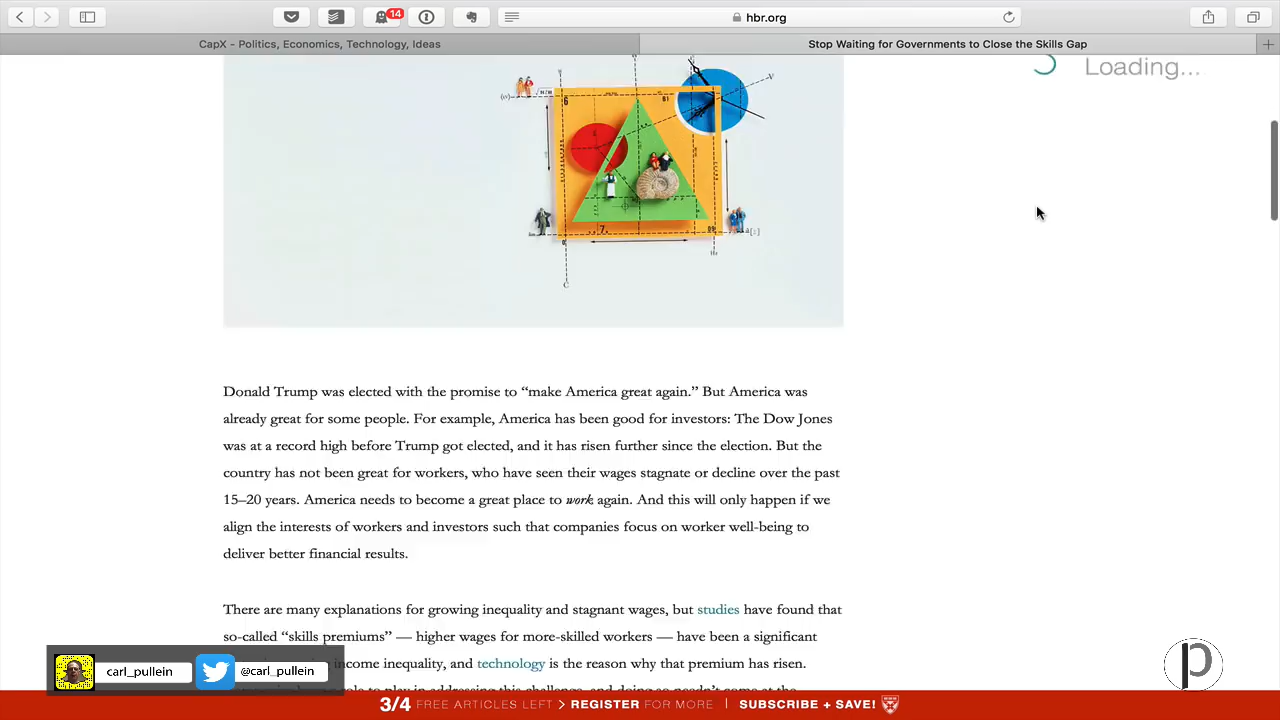 14
hbr.org
CapX - Politics, Economics, Technology, Ideas
Stop Waiting for Governments to Close the Skills Gap
Loading...
6
81
7.
89
C
Donald Trump was elected with the promise to “make America great again.” But America was
already great for some people. For example, America has been good for investors: The Dow Jones
was at a record high before Trump got elected, and it has risen further since the election. But the
country has not been great for workers, who have seen their wages stagnate or decline over the past
15–20 years. America needs to become a great place to work again. And this will only happen if we
align the interests of workers and investors such that companies focus on worker well-being to
deliver better financial results.
There are many explanations for growing inequality and stagnant wages, but studies have found that
so-called “skills premiums” — higher wages for more-skilled workers — have been a significant
income inequality, and technology is the reason why that premium has risen.
carl_pullein
@carl_pullein
p
3/4 FREE ARTICLES LEFT > REGISTER FOR MORE | SUBSCRIBE + SAVE!